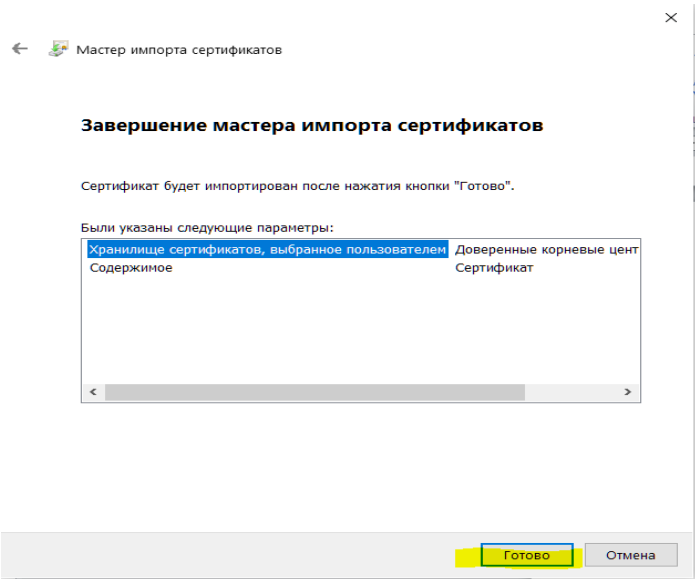 Мастер импорта сертификатов
Завершение мастера импорта сертификатов
Сертификат будет импортирован после нажатия кнопки "Готово".
Были указаны следующие параметры:
Хранилище сертификатов, выбранное пользователем Доверенные корневые цент
Содержимое Сертификат
Готово Отмена